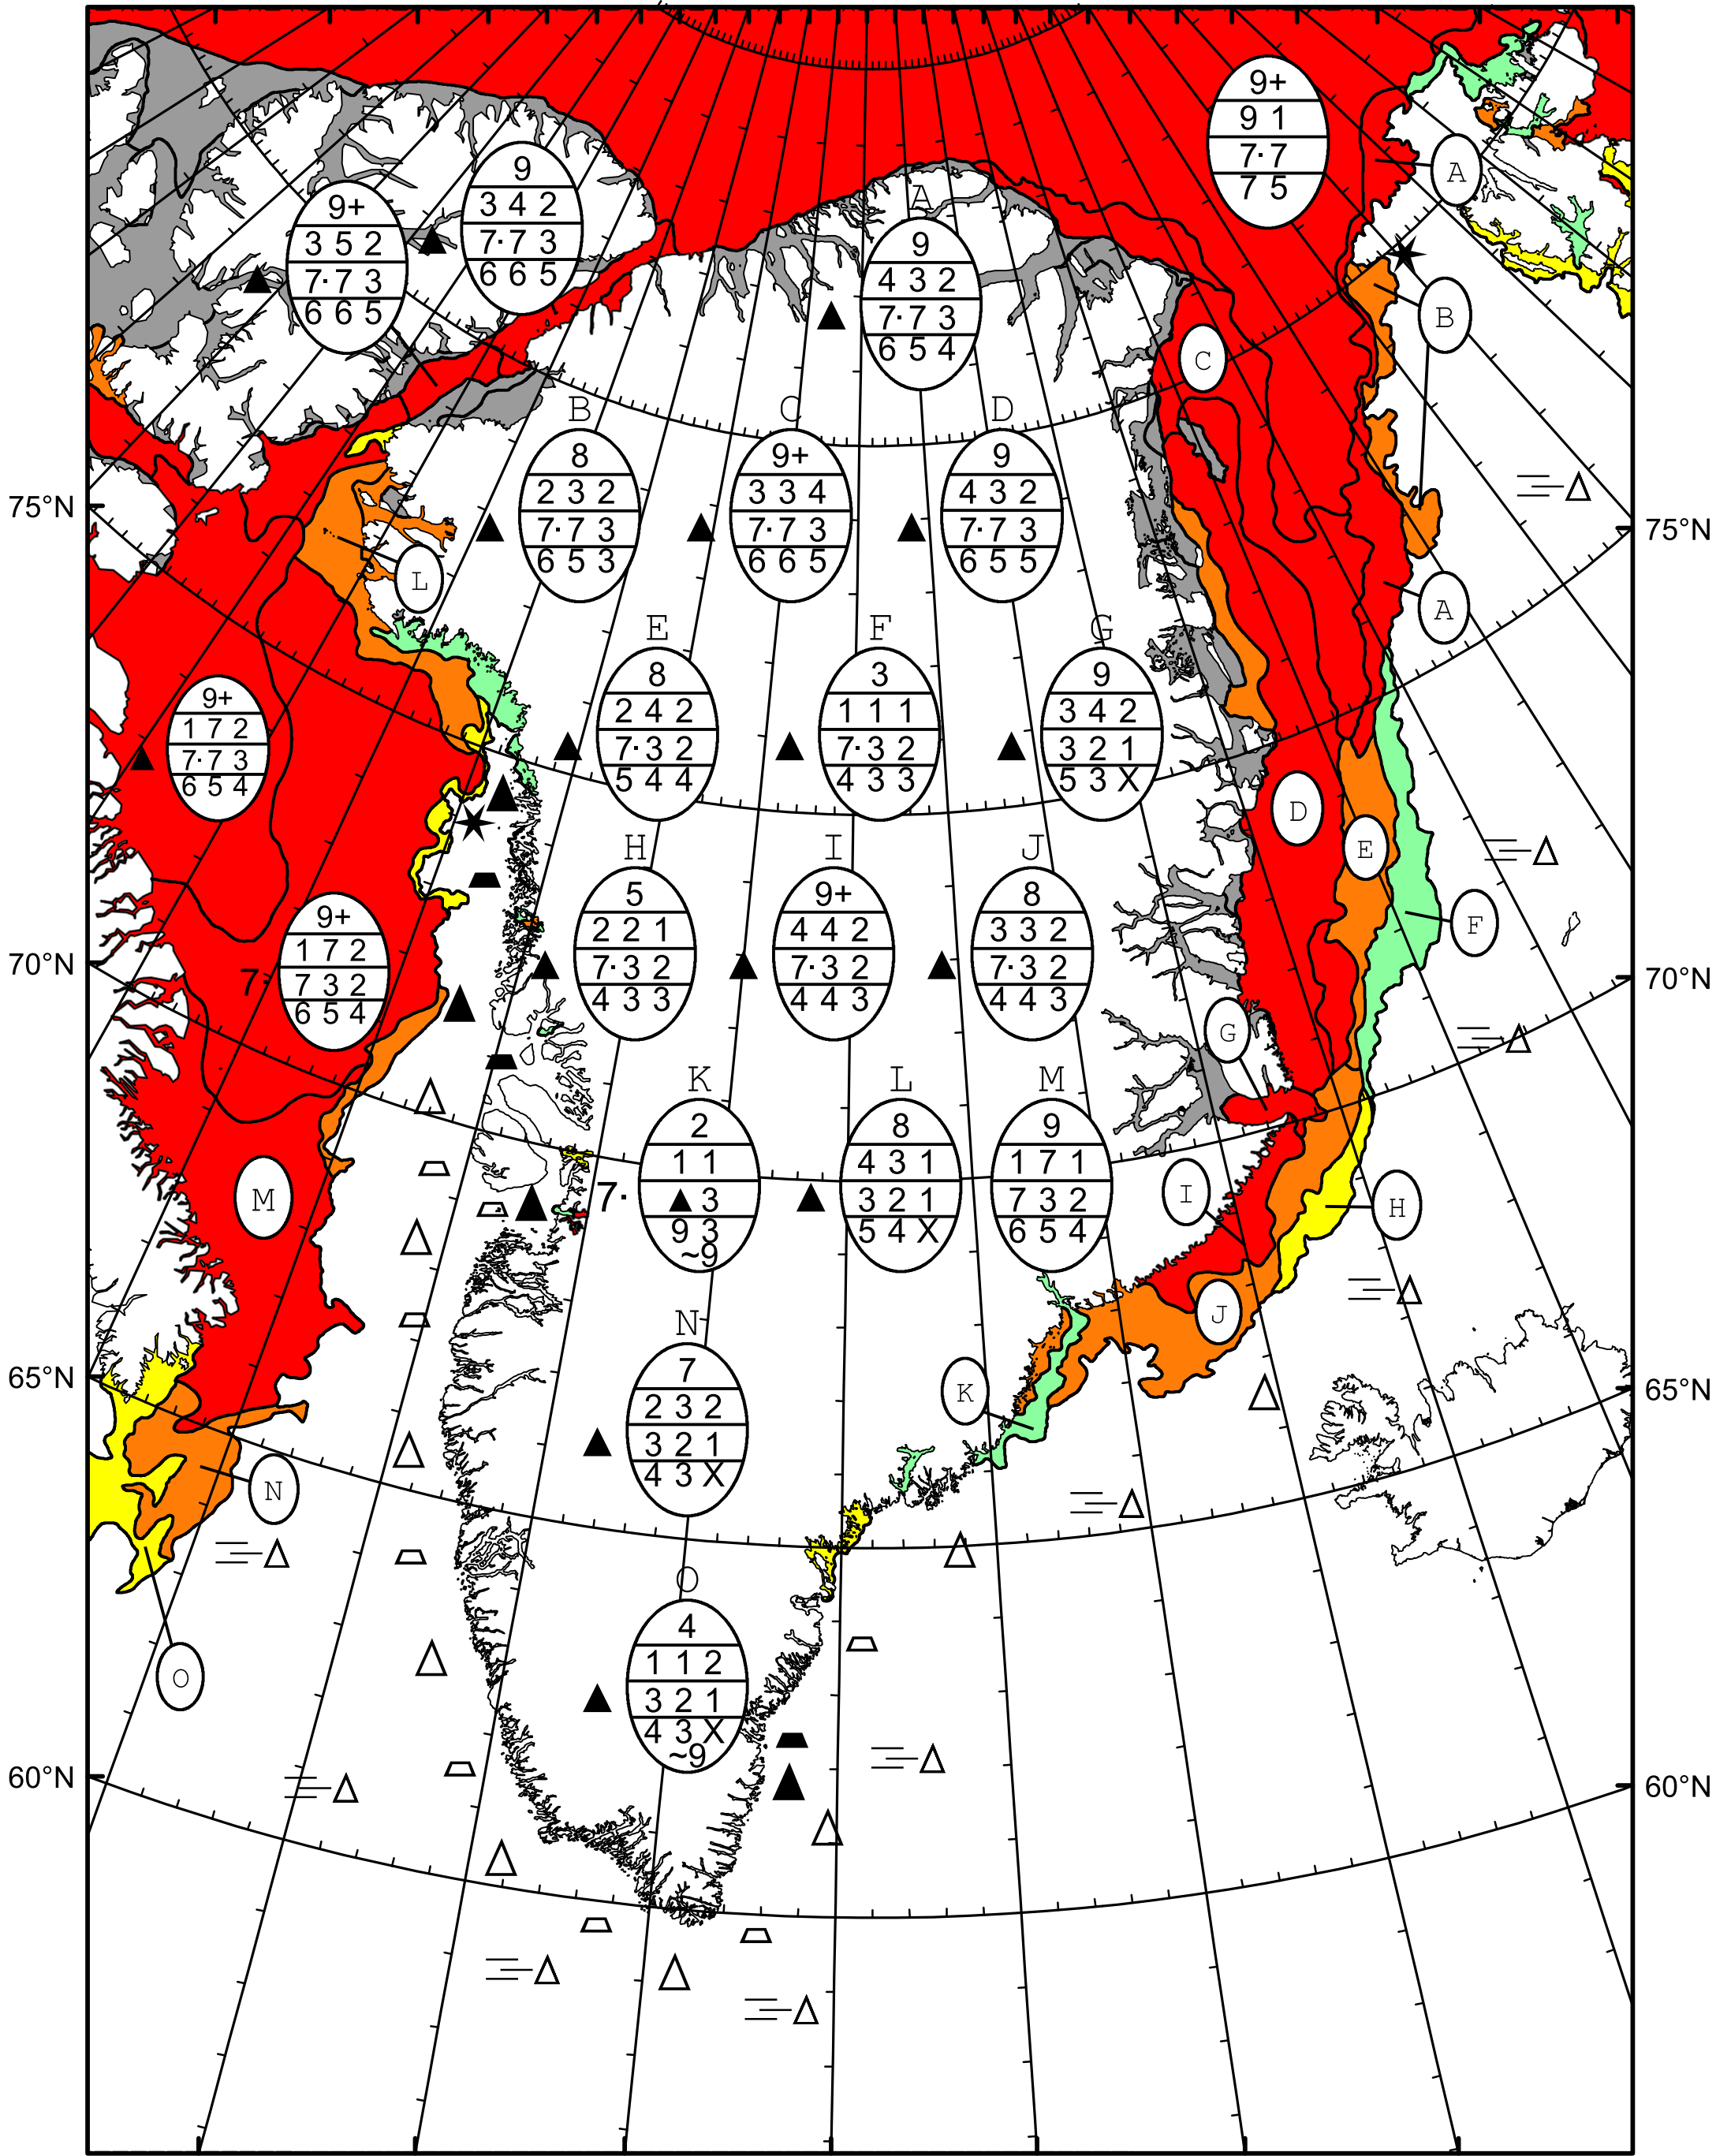 9+
9 1
7· 7
7 5
A
9
3 4 2
7· 7 3
6 6 5
9+
3 5 2
7· 7 3
6 6 5
A
9
4 3 2
7· 7 3
6 5 4
B
C
75°N
75°N
B
8
2 3 2
7· 7 3
6 5 3
C
9+
3 3 4
7· 7 3
6 6 5
D
9
4 3 2
7· 7 3
6 5 5
L
A
E
8
2 4 2
7· 3 2
5 4 4
F
3
1 1 1
7· 3 2
4 3 3
G
9
3 4 2
3 2 1
5 3 X
9+
1 7 2
7· 7 3
6 5 4
D
E
F
H
5
2 2 1
7· 3 2
4 3 3
I
9+
4 4 2
7· 3 2
4 4 3
J
8
3 3 2
7· 3 2
4 4 3
9+
1 7 2
7·
7 3 2
6 5 4
70°N
70°N
G
K
2
1 1
7·
3
9 3
~9
L
8
4 3 1
3 2 1
5 4 X
M
9
1 7 1
7 3 2
6 5 4
M
I
H
J
N
7
2 3 2
3 2 1
4 3 X
K
65°N
65°N
N
O
4
1 1 2
3 2 1
4 3 X
~9
O
60°N
60°N